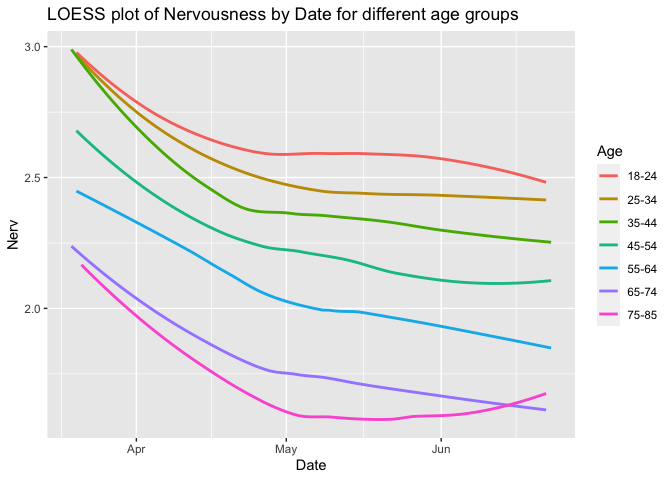 LOESS plot of Nervousness by Date for different age groups
3.0
2.5
2.0
Nerv
Apr
May
Jun
Date
Age
18-24
25-34
35-44
45-54
55-64
65-74
75-85